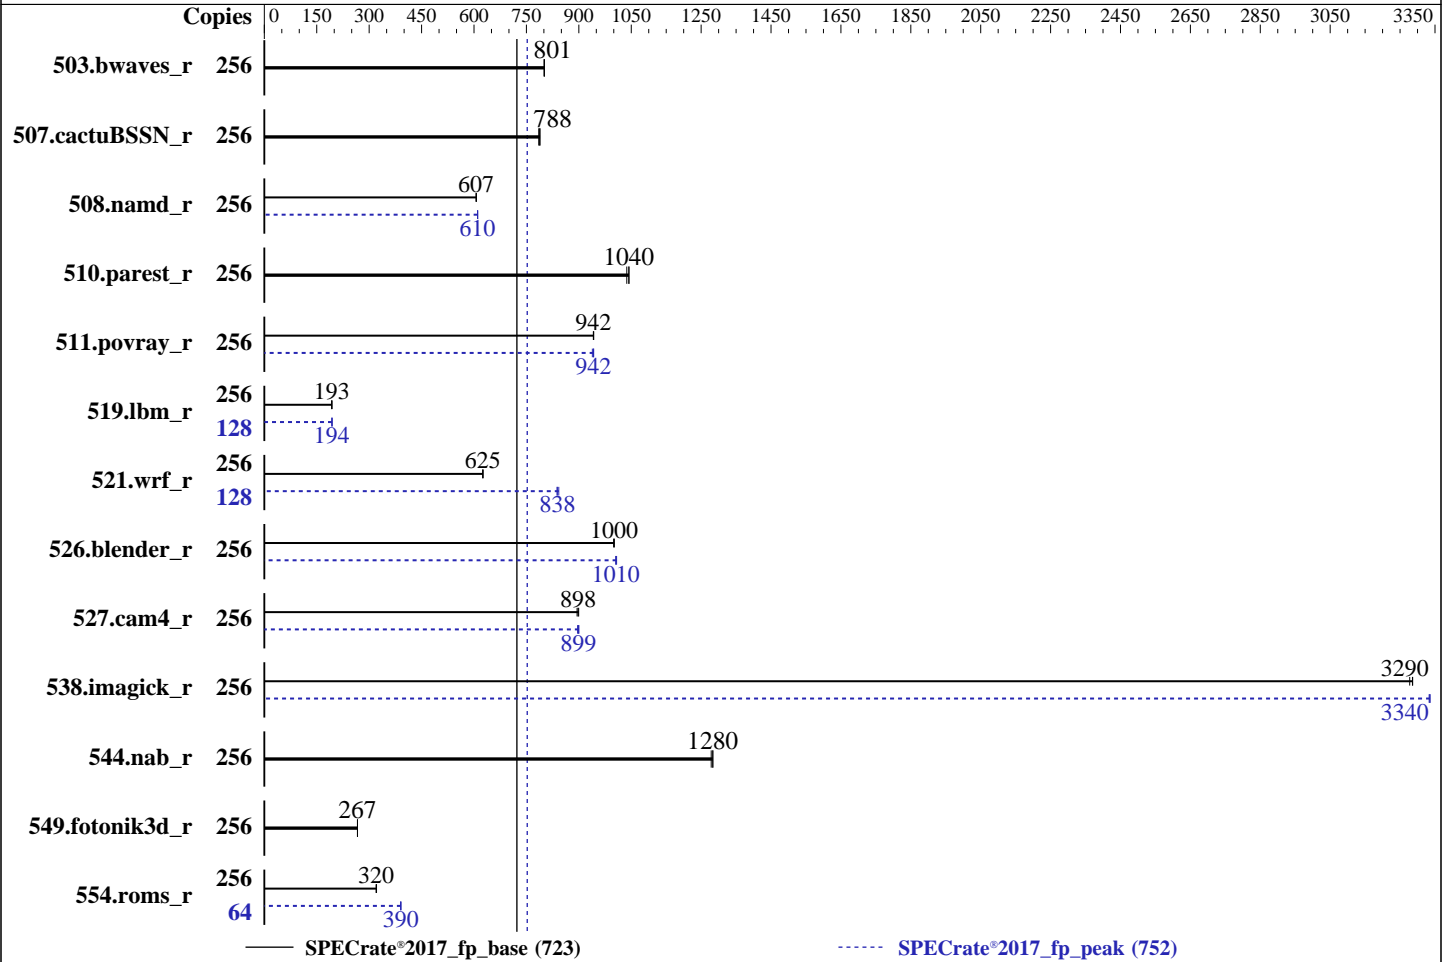 Copies 0 150 300 450 600 750 900 1050 1250 1450 1650 1850 2050 2250 2450 2650 2850 3050 3350
801
503.bwaves_r 256
788
507.cactuBSSN_r 256
607
508.namd_r 256
610
1040
510.parest_r 256
942
511.povray_r 256
942
256 193
519.lbm_r
128 194
256 625
521.wrf_r
128 838
1000
526.blender_r 256
1010
898
527.cam4_r 256
899
3290
538.imagick_r 256
3340
1280
544.nab_r 256
267
549.fotonik3d_r 256
256 320
554.roms_r
64 390
SPECrate®2017_fp_base (723) SPECrate®2017_fp_peak (752)